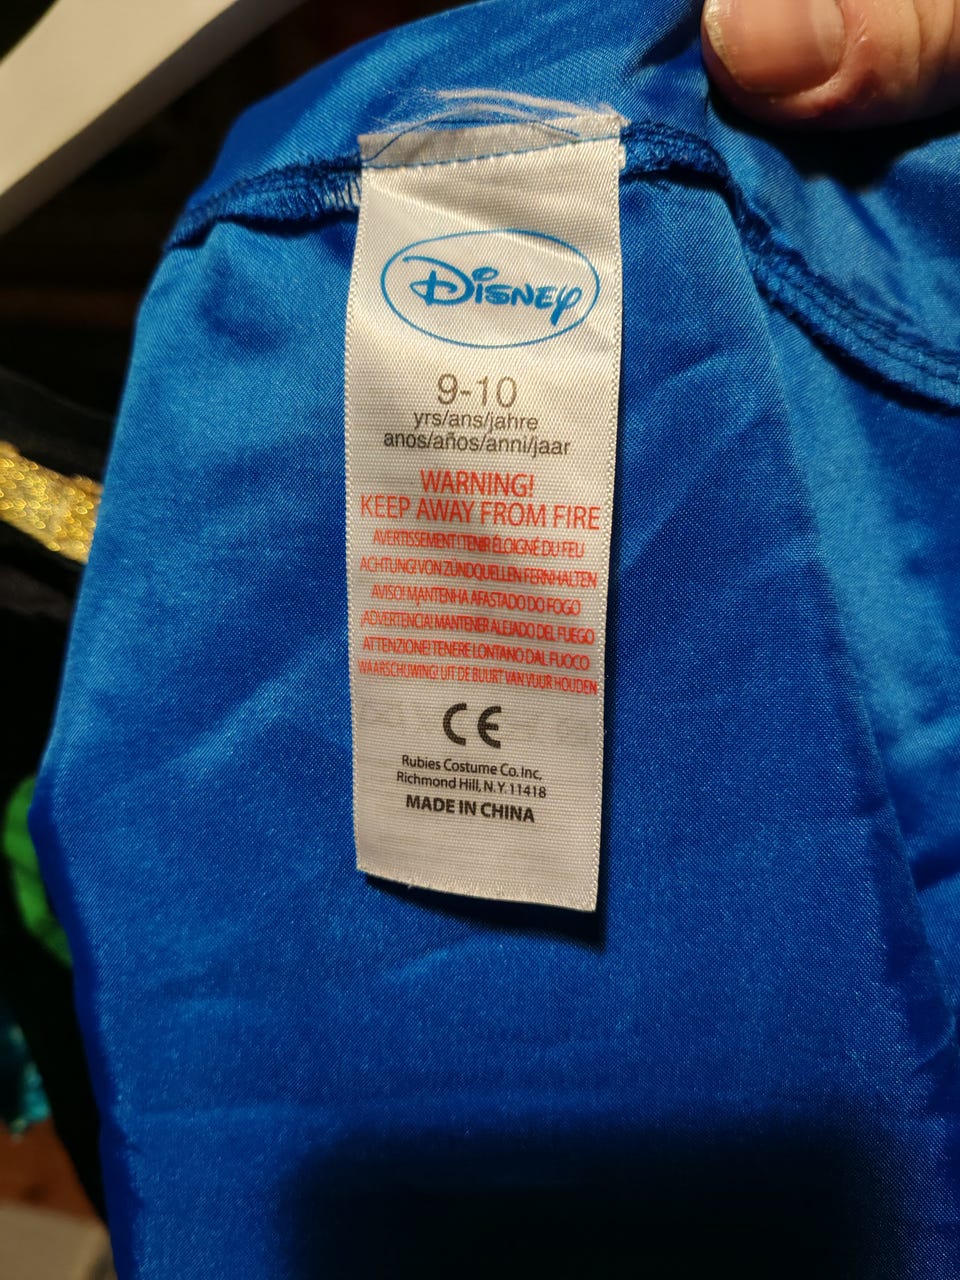 Disney
9-10
yrs/ans/jahre
anos/años/anni/jaar
WARNING!
KEEP AWAY FROM FIRE
AVERTISSEMENT! TENIR ÉLOIGNÉ DU FEU
ACHTUNG! VON ZÜNDQUELLEN FERNHALTEN
AVISO! MANTENHA AFASTADO DO FOGO
ADVERTENCIA! MANTENER ALEJADO DEL FUEGO
ATTENZIONE! TENERE LONTANO DAL FUOCO
WAARSCHUWING! UIT DE BUURT VAN VUUR HOUDEN
CE
Rubies Costume Co. Inc,
Richmond Hill, N.Y. 11418
MADE IN CHINA